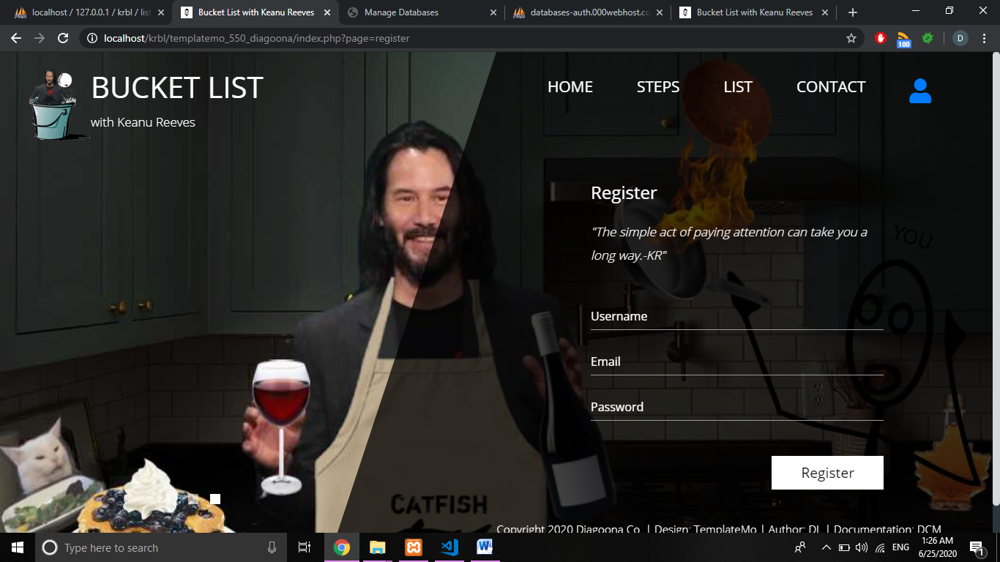 localhost / 127.0.0.1 / krbl / list
Bucket List with Keanu Reeves
Manage Databases
databases-auth.000webhost.co
Bucket List with Keanu Reeves
localhost/krbl/templatemo_550_diagoona/index.php?page=register
100
D
BUCKET LIST
with Keanu Reeves
HOME
STEPS
LIST
CONTACT
Register
"The simple act of paying attention can take you a
long way.-KR"
YOU
Username
Email
Password
Register
CATFISH
Copyright 2020 Diagoona Co. | Design: TemplateMo | Author: DL | Documentation: DCM
Type here to search
ENG
1:26 AM
6/25/2020
1